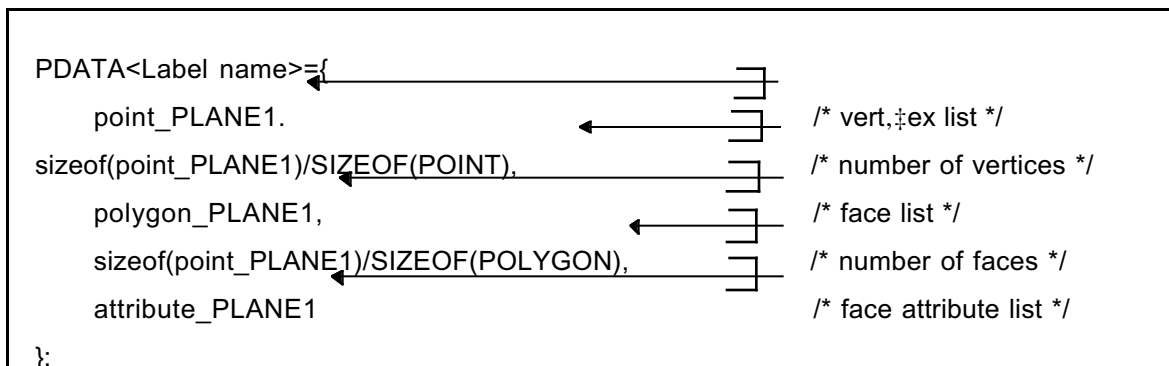 PDATA<Label name>={
point_PLANE1. /* vert,‡ex list */
sizeof(point_PLANE1)/SIZEOF(POINT), /* number of vertices */
polygon_PLANE1, /* face list */
sizeof(point_PLANE1)/SIZEOF(POLYGON), /* number of faces */
attribute_PLANE1 /* face attribute list */
};